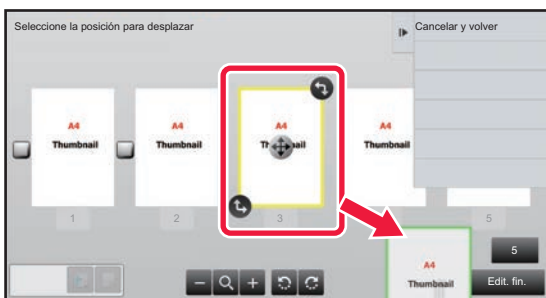 Seleccione la posición para desplazar
Cancelar y volver
A4
Thumbnail
A4
Thumbnail
A4
Thumbnail
1
2
3
5
5
A4
Thumbnail
Edit. fin.